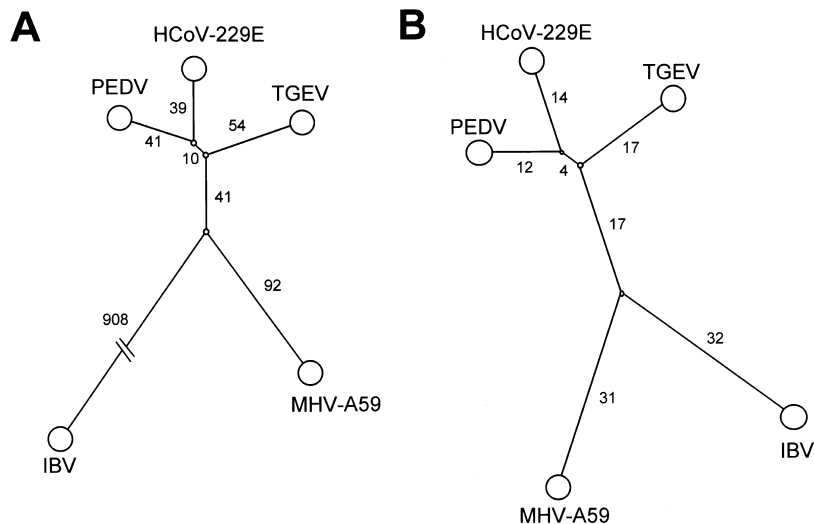 A
HCoV-229E
PEDV
TGEV
39
54
41
10
41
92
908
MHV-A59
IBV
B
HCoV-229E
TGEV
14
PEDV
17
12
4
17
32
31
IBV
MHV-A59